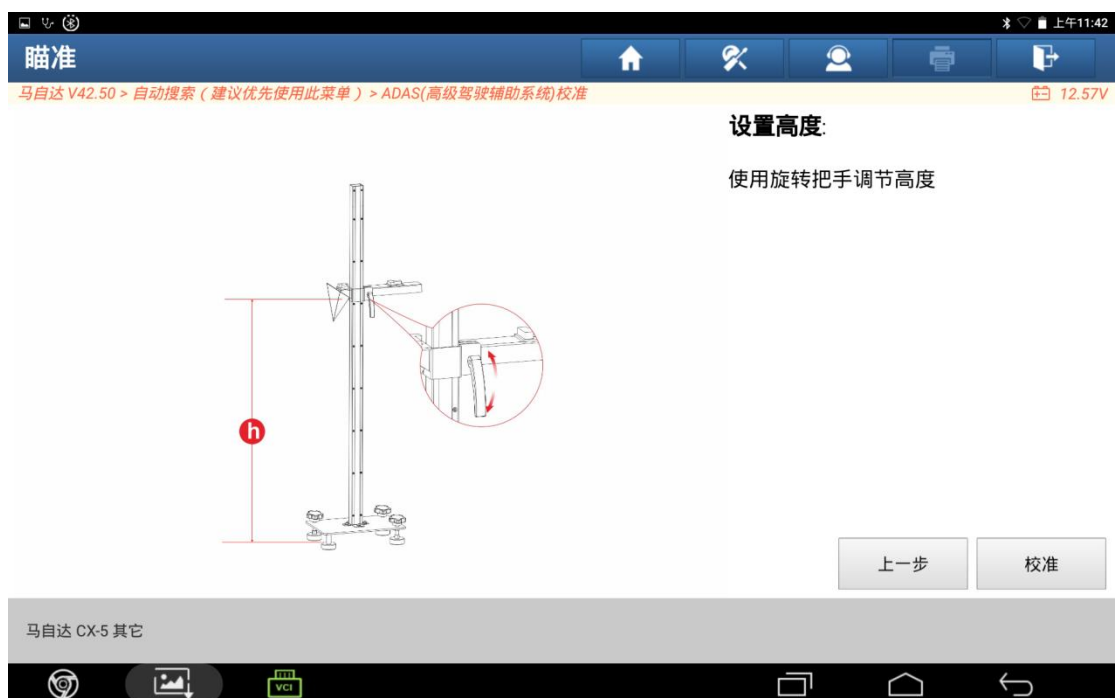 上午11:42
瞄准
马自达 V42.50 > 自动搜索（建议优先使用此菜单）> ADAS(高级驾驶辅助系统)校准
12.57V
设置高度:
使用旋转把手调节高度
h
上一步
校准
马自达 CX-5 其它
VCI